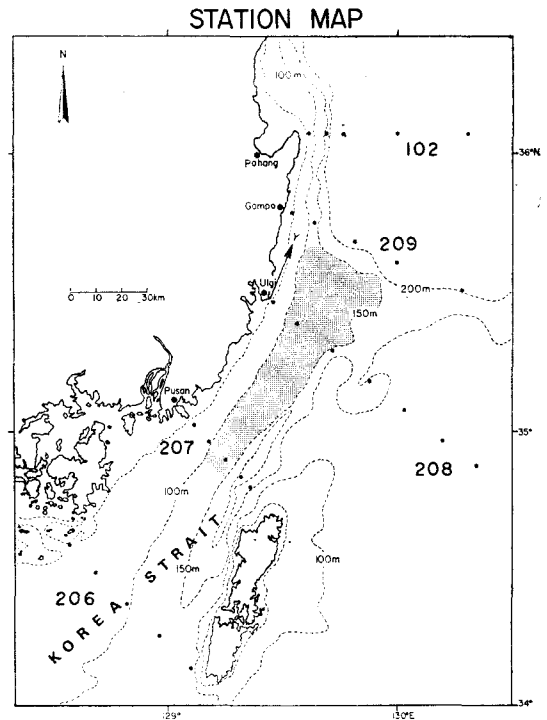 STATION MAP
N
100m
36°N
Pohang
102
Gampo
209
200m
Y
Ulgi
150m
0 10 20 30km
Pusan
35°
207
208
100m
150m
100m
206
KOREA STRAIT
129°
130°E
34°